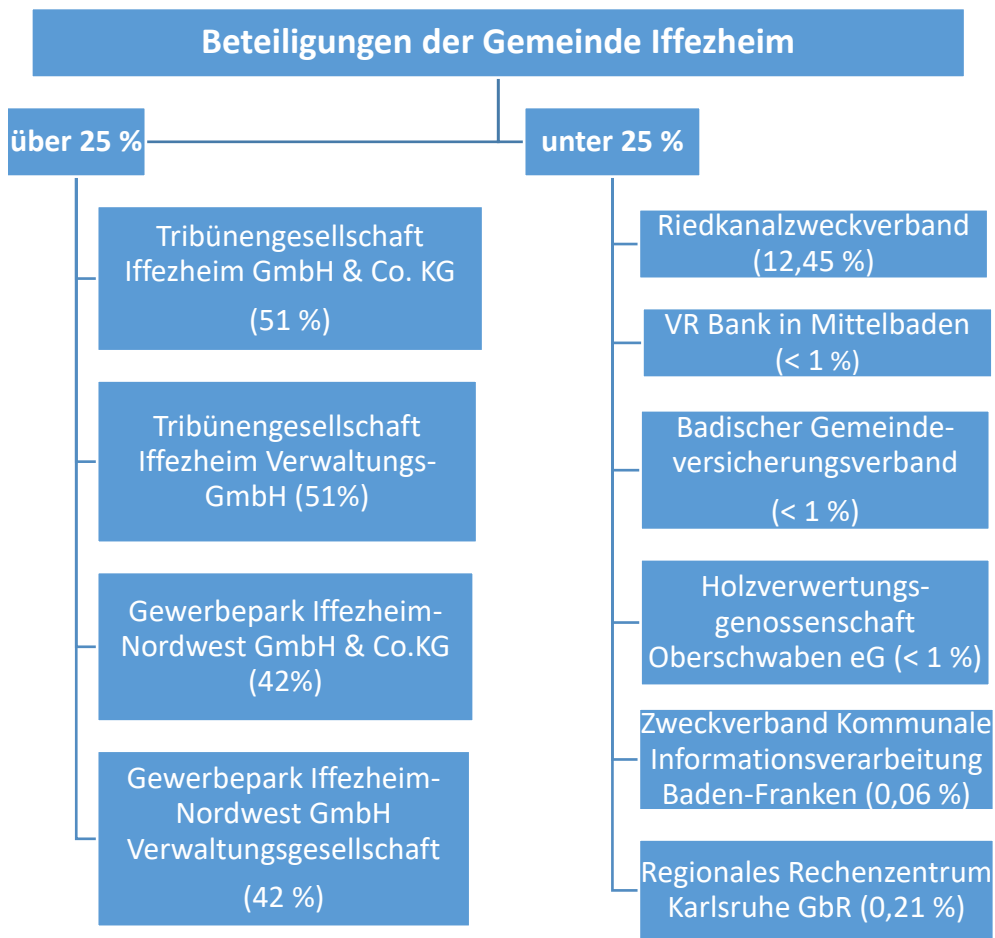 Beteiligungen der Gemeinde Iffezheim
über 25 %
Tribünengesellschaft
Iffezheim GmbH & Co. KG
(51 %)
Tribünengesellschaft
Iffezheim Verwaltungs-
GmbH (51%)
Gewerbepark Iffezheim-
Nordwest GmbH & Co.KG
(42%)
Gewerbepark Iffezheim-
Nordwest GmbH
Verwaltungsgesellschaft
(42 %)
unter 25 %
Riedkanalzweckverband
(12,45 %)
VR Bank in Mittelbaden
(< 1 %)
Badischer Gemeinde-
versicherungsverband
(< 1 %)
Holzverwertungs-
genossenschaft
Oberschwaben eG (< 1 %)
Zweckverband Kommunale
Informationsverarbeitung
Baden-Franken (0,06 %)
Regionales Rechenzentrum
Karlsruhe GbR (0,21 %)